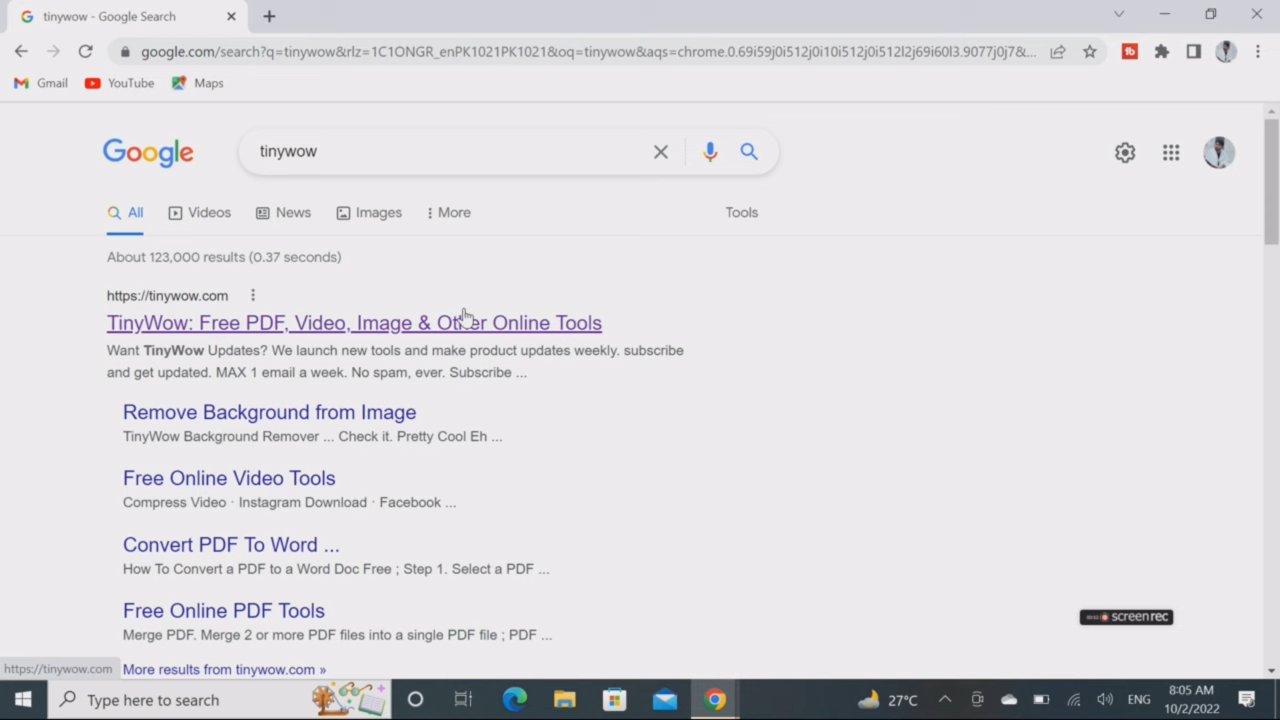 tinywow - Google Search
google.com/search?q=tinywow&rlz=1C1ONGR_enPK1021PK1021&oq=tinywow&aqs=chrome.0.69i59j0i512j0i10i512j0i512l2j69i60l3.9077j0j7&...
Gmail YouTube Maps
Google tinywow
All Videos News Images More Tools
About 123,000 results (0.37 seconds)
https://tinywow.com
TinyWow: Free PDF, Video, Image & Other Online Tools
Want TinyWow Updates? We launch new tools and make product updates weekly. subscribe
and get updated. MAX 1 email a week. No spam, ever. Subscribe ...
Remove Background from Image
TinyWow Background Remover ... Check it. Pretty Cool Eh ...
Free Online Video Tools
Compress Video · Instagram Download · Facebook ...
Convert PDF To Word ...
How To Convert a PDF to a Word Doc Free ; Step 1. Select a PDF ...
Free Online PDF Tools
screenrec
Merge PDF. Merge 2 or more PDF files into a single PDF file ; PDF ...
https://tinywow.com
More results from tinywow.com »
Type here to search
27°C
ENG
8:05 AM
10/2/2022